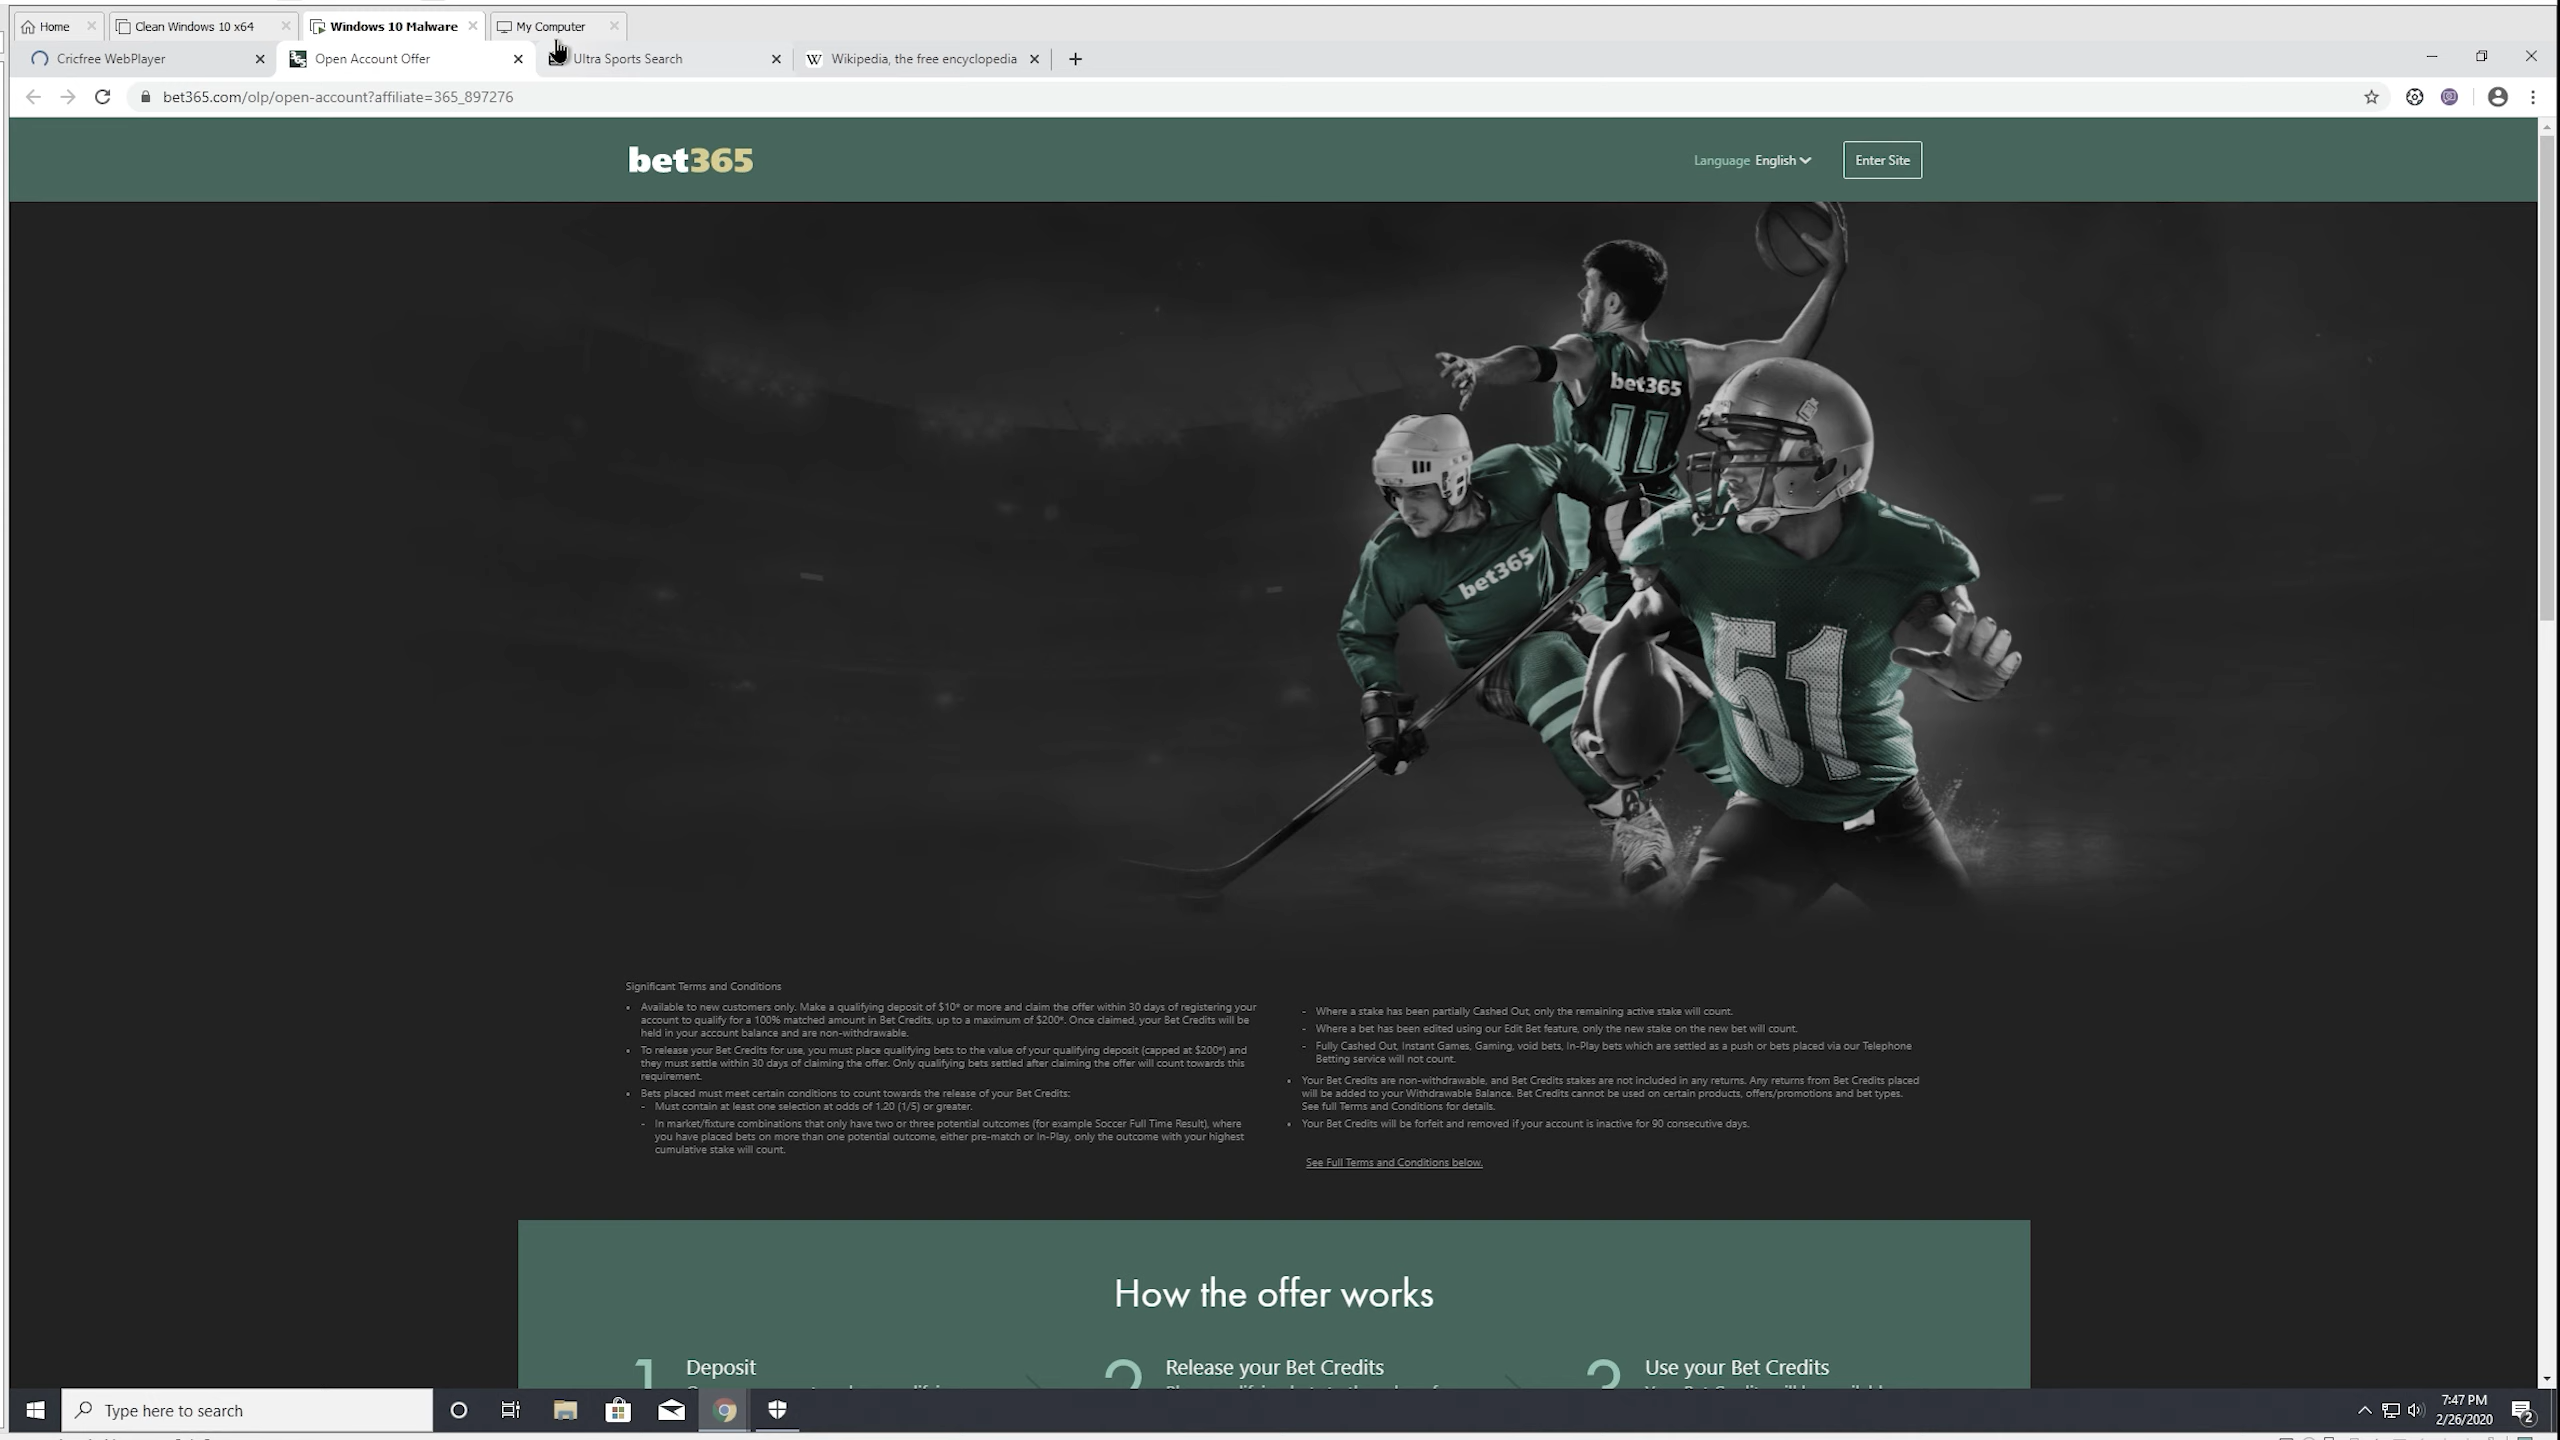 Home
Clean Windows 10 x64
Windows 10 Malware
My Computer
Cricfree WebPlayer
Open Account Offer
Ultra Sports Search
W Wikipedia, the free encyclopedia
bet365.com/olp/open-account?affiliate=365_897276
bet365
Language English
Enter Site
bet365
11
bet365
51
Significant Terms and Conditions
Available to new customers only. Make a qualifying deposit of $10* or more and claim the offer within 30 days of registering your
account to qualify for a 100% matched amount in Bet Credits, up to a maximum of $200*. Once claimed, your Bet Credits will be
held in your account balance and are non-withdrawable.
To release your Bet Credits for use, you must place qualifying bets to the value of your qualifying deposit (capped at $200*) and
they must settle within 30 days of claiming the offer. Only qualifying bets settled after claiming the offer will count towards this
requirement.
Bets placed must meet certain conditions to count towards the release of your Bet Credits:
- Must contain at least one selection at odds of 1.20 (1/5) or greater.
- In market/fixture combinations that only have two or three potential outcomes (for example Soccer Full Time Result), where
you have placed bets on more than one potential outcome, either pre-match or In-Play, only the outcome with your highest
cumulative stake will count.
- Where a stake has been partially Cashed Out, only the remaining active stake will count.
- Where a bet has been edited using our Edit Bet feature, only the new stake on the new bet will count.
- Fully Cashed Out, Instant Games, Gaming, void bets, In-Play bets which are settled as a push or bets placed via our Telephone
Betting service will not count.
Your Bet Credits are non-withdrawable, and Bet Credits stakes are not included in any returns. Any returns from Bet Credits placed
will be added to your Withdrawable Balance. Bet Credits cannot be used on certain products, offers/promotions and bet types.
See full Terms and Conditions for details.
Your Bet Credits will be forfeit and removed if your account is inactive for 90 consecutive days.
See Full Terms and Conditions below.
How the offer works
1 Deposit
2 Release your Bet Credits
3 Use your Bet Credits
Type here to search
7:47 PM
2/26/2020
2